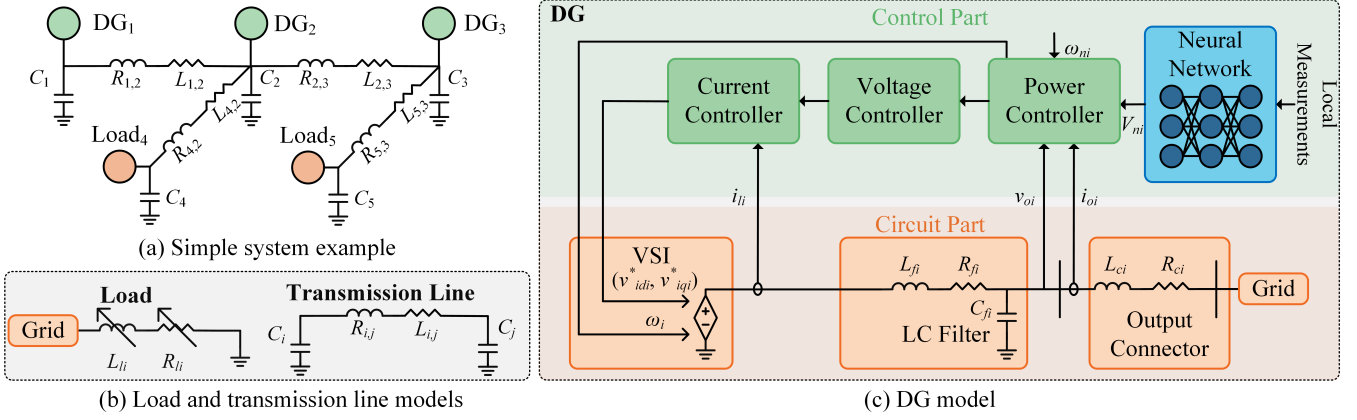 DG1 DG2 DG3
C1 R1,2 L1,2 C2 R2,3 L2,3 C3
L4,2 L5,3
Load4 R4,2 Load5 R5,3
C4 C5
(a) Simple system example
Load
Grid
Lli Rli
Transmission Line
Ci Ri,j Li,j Cj
(b) Load and transmission line models
DG
Control Part
ωni
Neural
Network
Current
Controller
Voltage
Controller
Power
Controller
Vni
Local
Measurements
ili voi ioi
Circuit Part
VSI
(v*idi, v*iqi)
ωi
Lfi Rfi
Cfi
LC Filter
Lci Rci
Output
Connector
Grid
(c) DG model